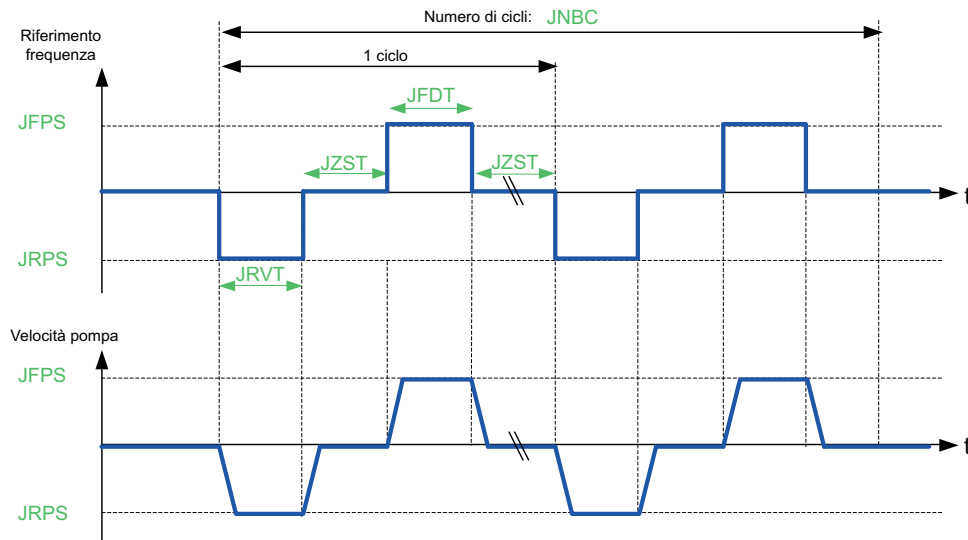 Numero di cicli: JNBC
Riferimento
frequenza
1 ciclo
JFDT
JFPS
JZST
JZST
t
JRPS
JRVT
Velocità pompa
JFPS
t
JRPS